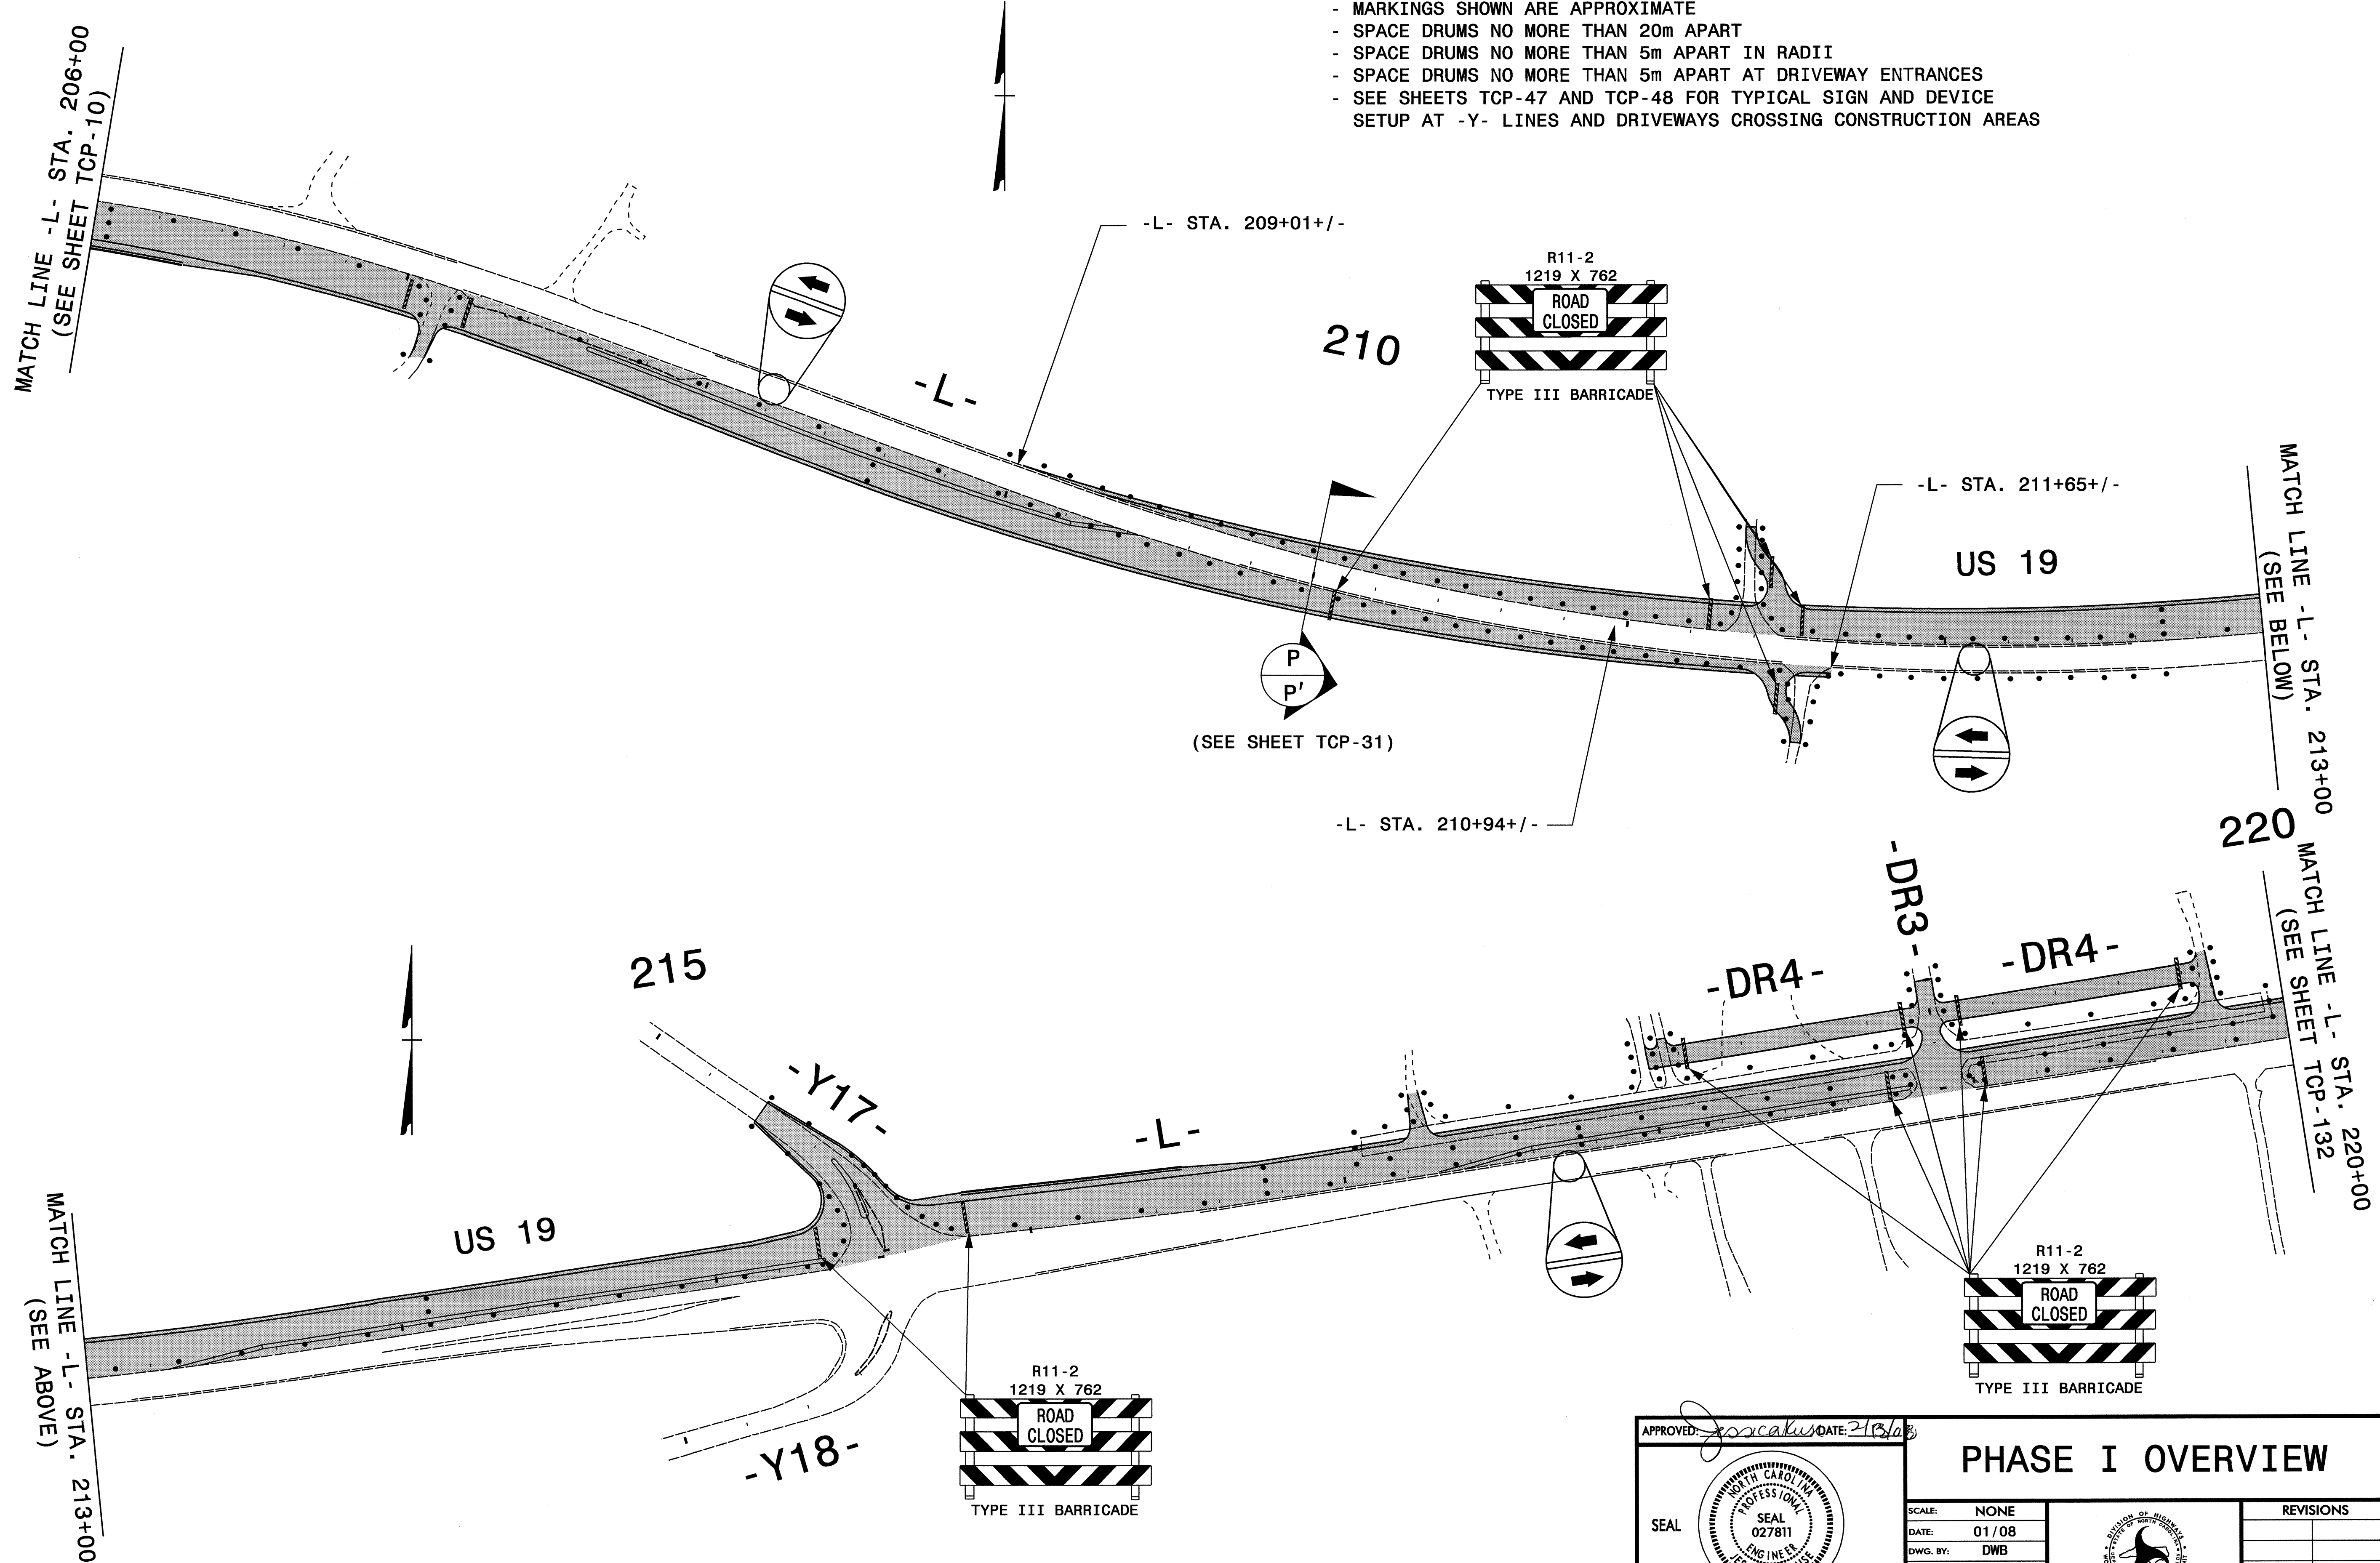 - MARKINGS SHOWN ARE APPROXIMATE
- SPACE DRUMS NO MORE THAN 20m APART
- SPACE DRUMS NO MORE THAN 5m APART IN RADII
- SPACE DRUMS NO MORE THAN 5m APART AT DRIVEWAY ENTRANCES
- SEE SHEETS TCP-47 AND TCP-48 FOR TYPICAL SIGN AND DEVICE
SETUP AT -Y- LINES AND DRIVEWAYS CROSSING CONSTRUCTION AREAS
MATCH LINE -L- STA. 206+00
(SEE SHEET TCP-10)
-L- STA. 209+01+/-
R11-2
1219 X 762
ROAD
CLOSED
TYPE III BARRICADE
210
-L-
-L- STA. 211+65+/-
US 19
MATCH LINE -L- STA. 213+00
(SEE BELOW)
P
P'
(SEE SHEET TCP-31)
-L- STA. 210+94+/-
220
MATCH LINE -L- STA. 220+00
(SEE SHEET TCP-132
-DR3-
-DR4-
-DR4-
215
-Y17-
-L-
US 19
MATCH LINE -L- STA. 213+00
(SEE ABOVE)
-Y18-
R11-2
1219 X 762
ROAD
CLOSED
TYPE III BARRICADE
R11-2
1219 X 762
ROAD
CLOSED
TYPE III BARRICADE
APPROVED: DATE:
SEAL
NORTH CAROLINA
PROFESSIONAL
SEAL
027811
ENGINEER
PHASE I OVERVIEW
SCALE: NONE
DATE: 01/08
DWG. BY: DWB
DIVISION OF HIGHWAYS
STATE OF NORTH CAROLINA
REVISIONS